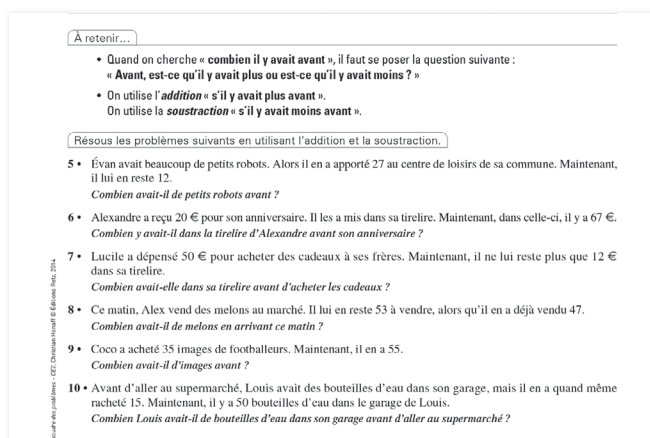 À retenir...
• Quand on cherche « combien il y avait avant », il faut se poser la question suivante :
« Avant, est-ce qu'il y avait plus ou est-ce qu'il y avait moins ? »
• On utilise l'addition « s'il y avait plus avant ».
On utilise la soustraction « s'il y avait moins avant ».
Résous les problèmes suivants en utilisant l'addition et la soustraction.
5 • Évan avait beaucoup de petits robots. Alors il en a apporté 27 au centre de loisirs de sa commune. Maintenant,
il lui en reste 12.
Combien avait-il de petits robots avant ?
6 • Alexandre a reçu 20 € pour son anniversaire. Il les a mis dans sa tirelire. Maintenant, dans celle-ci, il y a 67 €.
Combien y avait-il dans la tirelire d'Alexandre avant son anniversaire ?
7 • Lucile a dépensé 50 € pour acheter des cadeaux à ses frères. Maintenant, il ne lui reste plus que 12 €
dans sa tirelire.
Combien avait-elle dans sa tirelire avant d'acheter les cadeaux ?
8 • Ce matin, Alex vend des melons au marché. Il lui en reste 53 à vendre, alors qu'il en a déjà vendu 47.
Combien avait-il de melons en arrivant ce matin ?
9 • Coco a acheté 35 images de footballeurs. Maintenant, il en a 55.
Combien avait-il d'images avant ?
10 • Avant d'aller au supermarché, Louis avait des bouteilles d'eau dans son garage, mais il en a quand même
racheté 15. Maintenant, il y a 50 bouteilles d'eau dans le garage de Louis.
Combien Louis avait-il de bouteilles d'eau dans son garage avant d'aller au supermarché ?
des problèmes – CE2, Christian Henaff © Éditions Retz, 2014